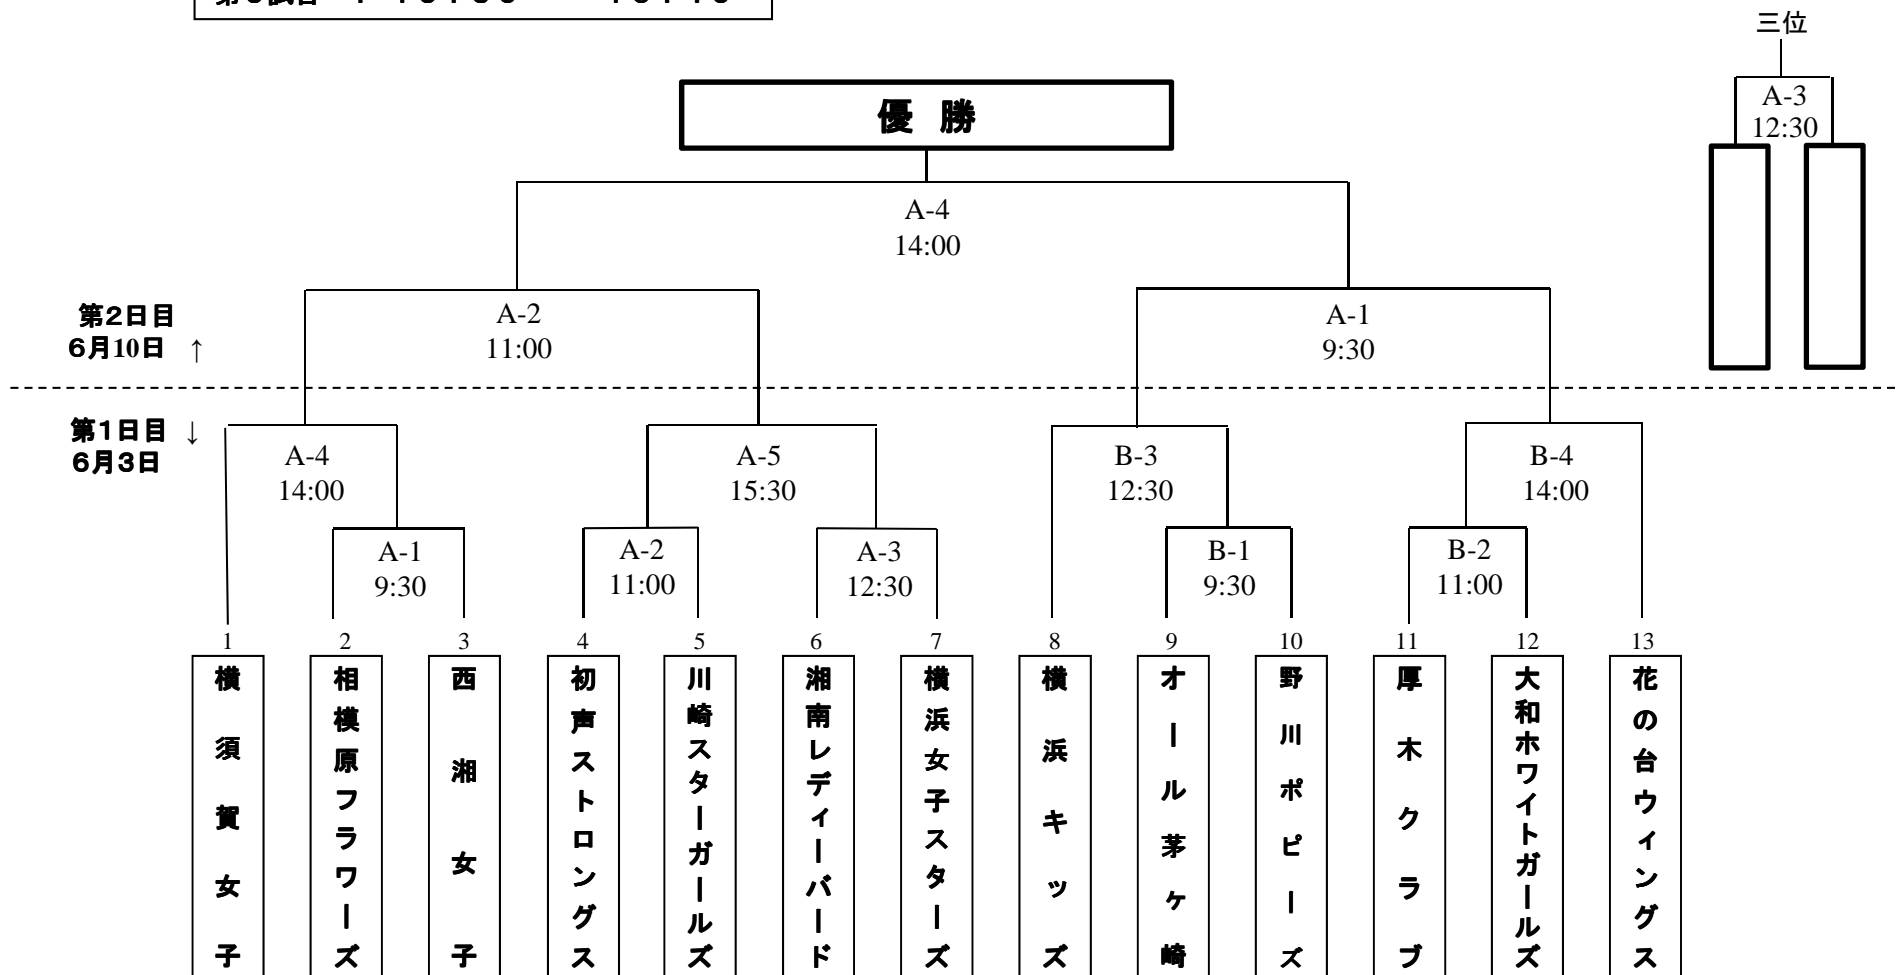 三位
A-3
12:30
優 勝
A-4
14:00
第2日目
6月10日 ↑
A-2
11:00
A-1
9:30
第1日目 ↓
6月3日
A-4
14:00
A-5
15:30
B-3
12:30
B-4
14:00
A-1
9:30
A-2
11:00
A-3
12:30
B-1
9:30
B-2
11:00
1 2 3 4 5 6 7 8 9 10 11 12 13
横須賀女子
相模原フラワーズ
西湘女子
初声ストロングス
川崎スターガールズ
湘南レディーバード
横浜女子スターズ
横浜キッズ
オール茅ヶ崎
野川ポピーズ
厚木クラブ
大和ホワイトガールズ
花の台ウィングス